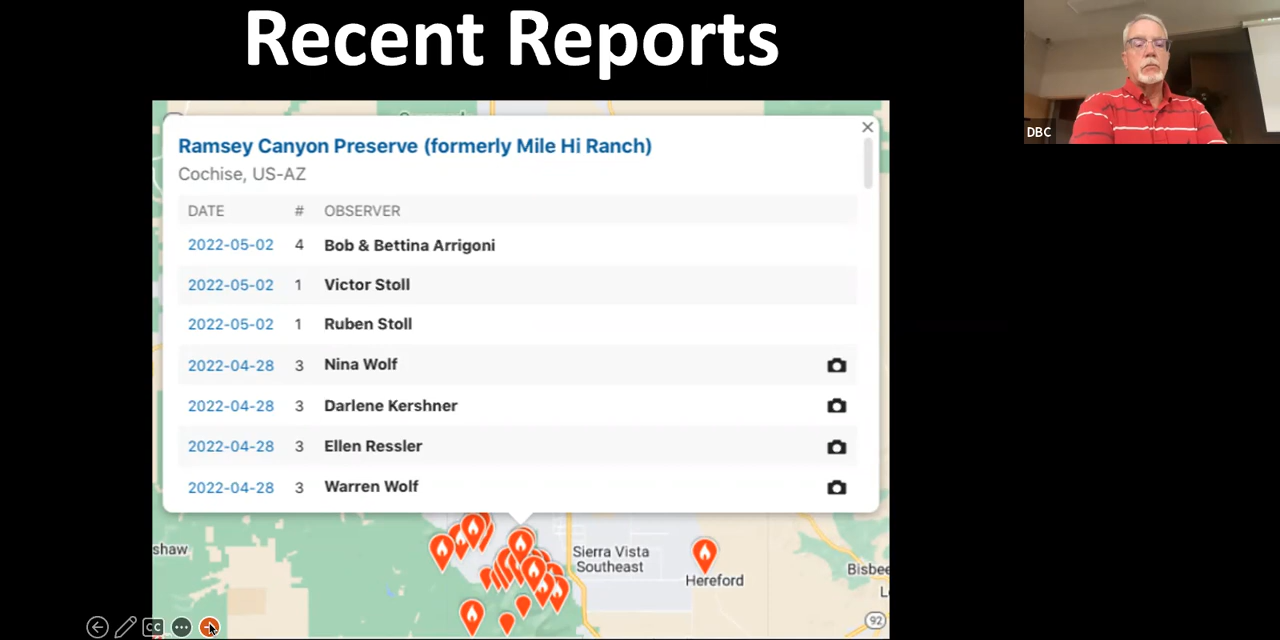 Recent Reports
DBC
Ramsey Canyon Preserve (formerly Mile Hi Ranch)
Cochise, US-AZ
DATE # OBSERVER
2022-05-02 4 Bob & Bettina Arrigoni
2022-05-02 1 Victor Stoll
2022-05-02 1 Ruben Stoll
2022-04-28 3 Nina Wolf
2022-04-28 3 Darlene Kershner
2022-04-28 3 Ellen Ressler
2022-04-28 3 Warren Wolf
shaw
Sierra Vista
Southeast
Hereford
Bisbee
92
CC